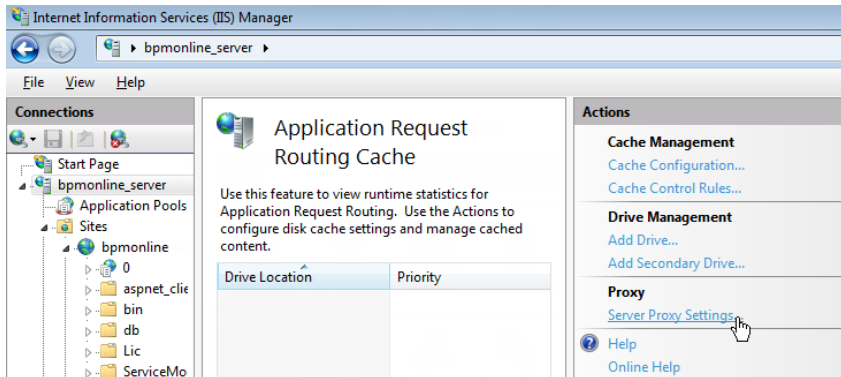 Internet Information Services (IIS) Manager
bpmonline_server
File View Help
Connections
Start Page
bpmonline_server
Application Pools
Sites
bpmonline
0
aspnet_clie
bin
db
Lic
ServiceMo
Application Request
Routing Cache
Use this feature to view runtime statistics for
Application Request Routing. Use the Actions to
configure disk cache settings and manage cached
content.
Drive Location Priority
Actions
Cache Management
Cache Configuration...
Cache Control Rules...
Drive Management
Add Drive...
Add Secondary Drive...
Proxy
Server Proxy Settings...
Help
Online Help